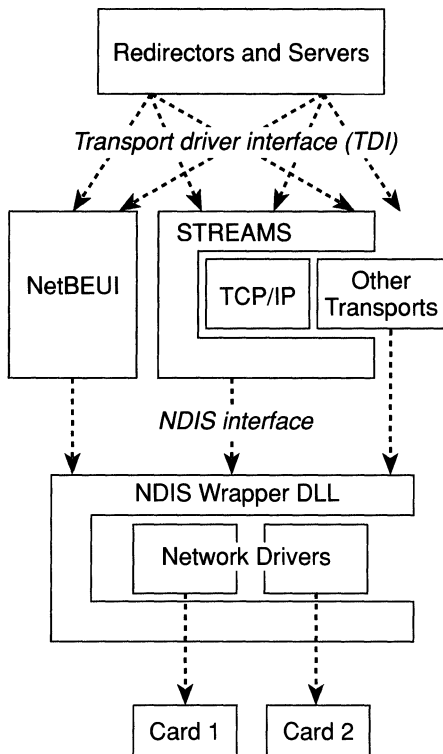 Redirectors and Servers
Transport driver interface (TDI)
STREAMS
NetBEUI
TCP/IP
Other
Transports
NDIS interface
NDIS Wrapper DLL
Network Drivers
Card 1
Card 2